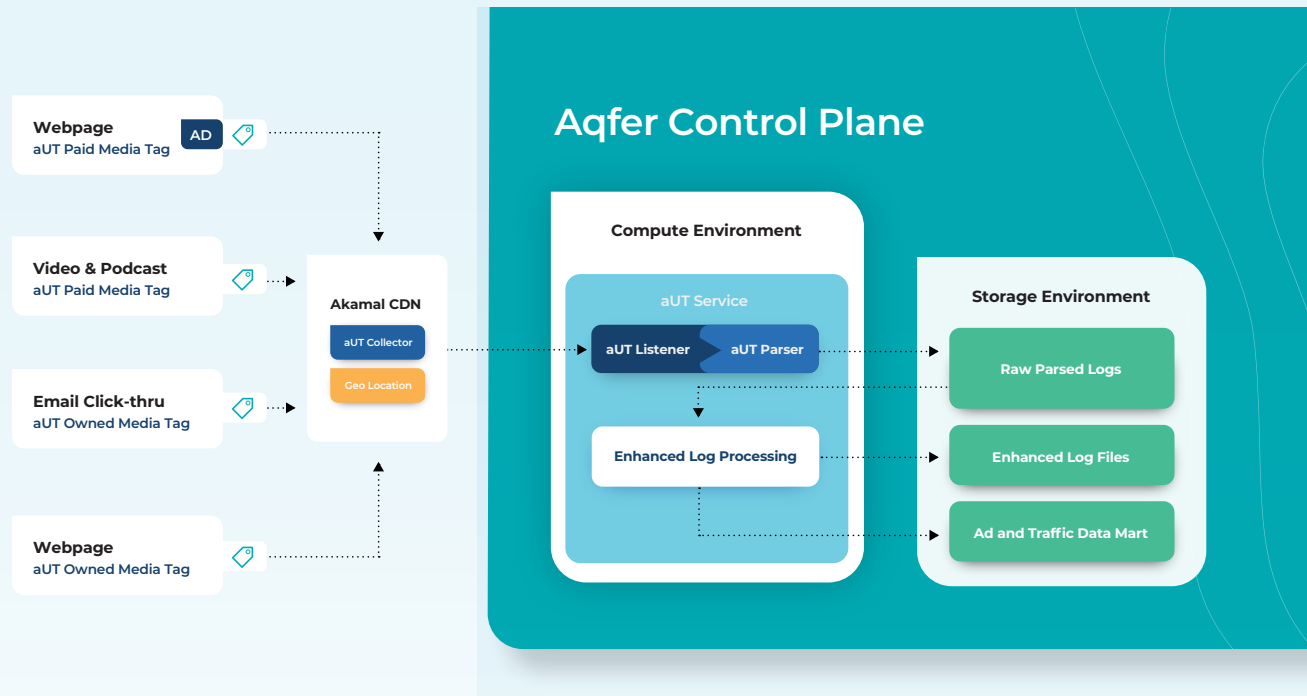 Webpage
aUT Paid Media Tag
AD
Video & Podcast
aUT Paid Media Tag
Email Click-thru
aUT Owned Media Tag
Webpage
aUT Owned Media Tag
Akamal CDN
aUT Collector
Geo Location
Aqfer Control Plane
Compute Environment
aUT Service
aUT Listener
aUT Parser
Enhanced Log Processing
Storage Environment
Raw Parsed Logs
Enhanced Log Files
Ad and Traffic Data Mart